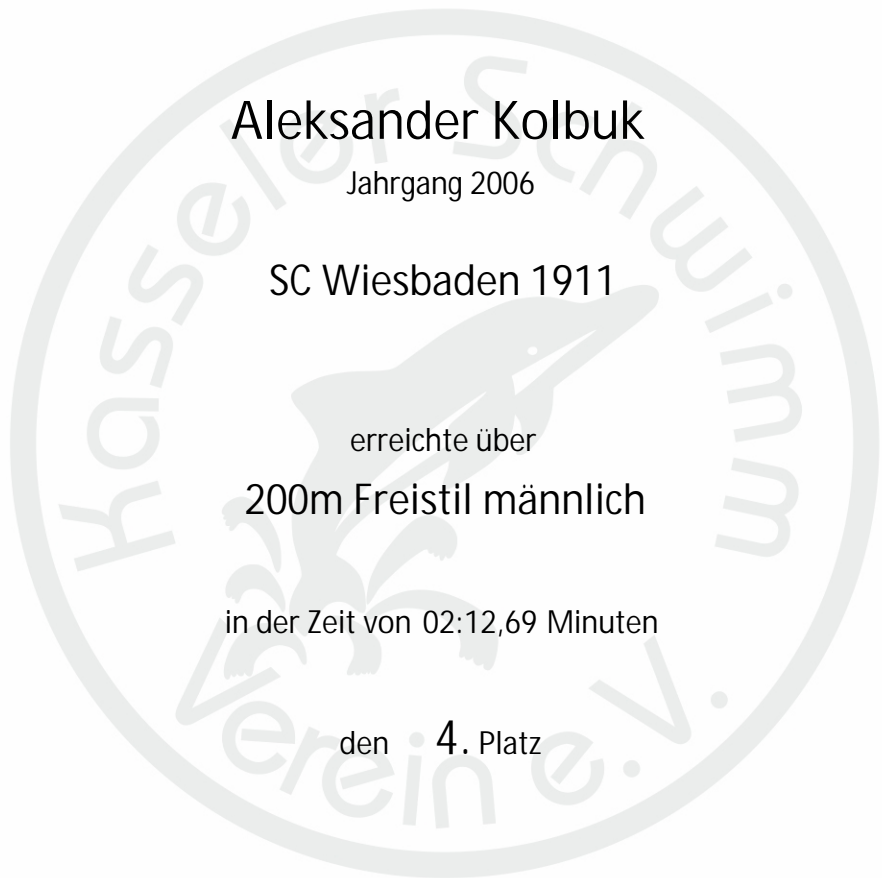 Aleksander Kolbuk
Jahrgang 2006
SC Wiesbaden 1911
erreichte über
200m Freistil männlich
in der Zeit von 02:12,69 Minuten
den 4. Platz
Kasseler Schwimm
Verein e.V.